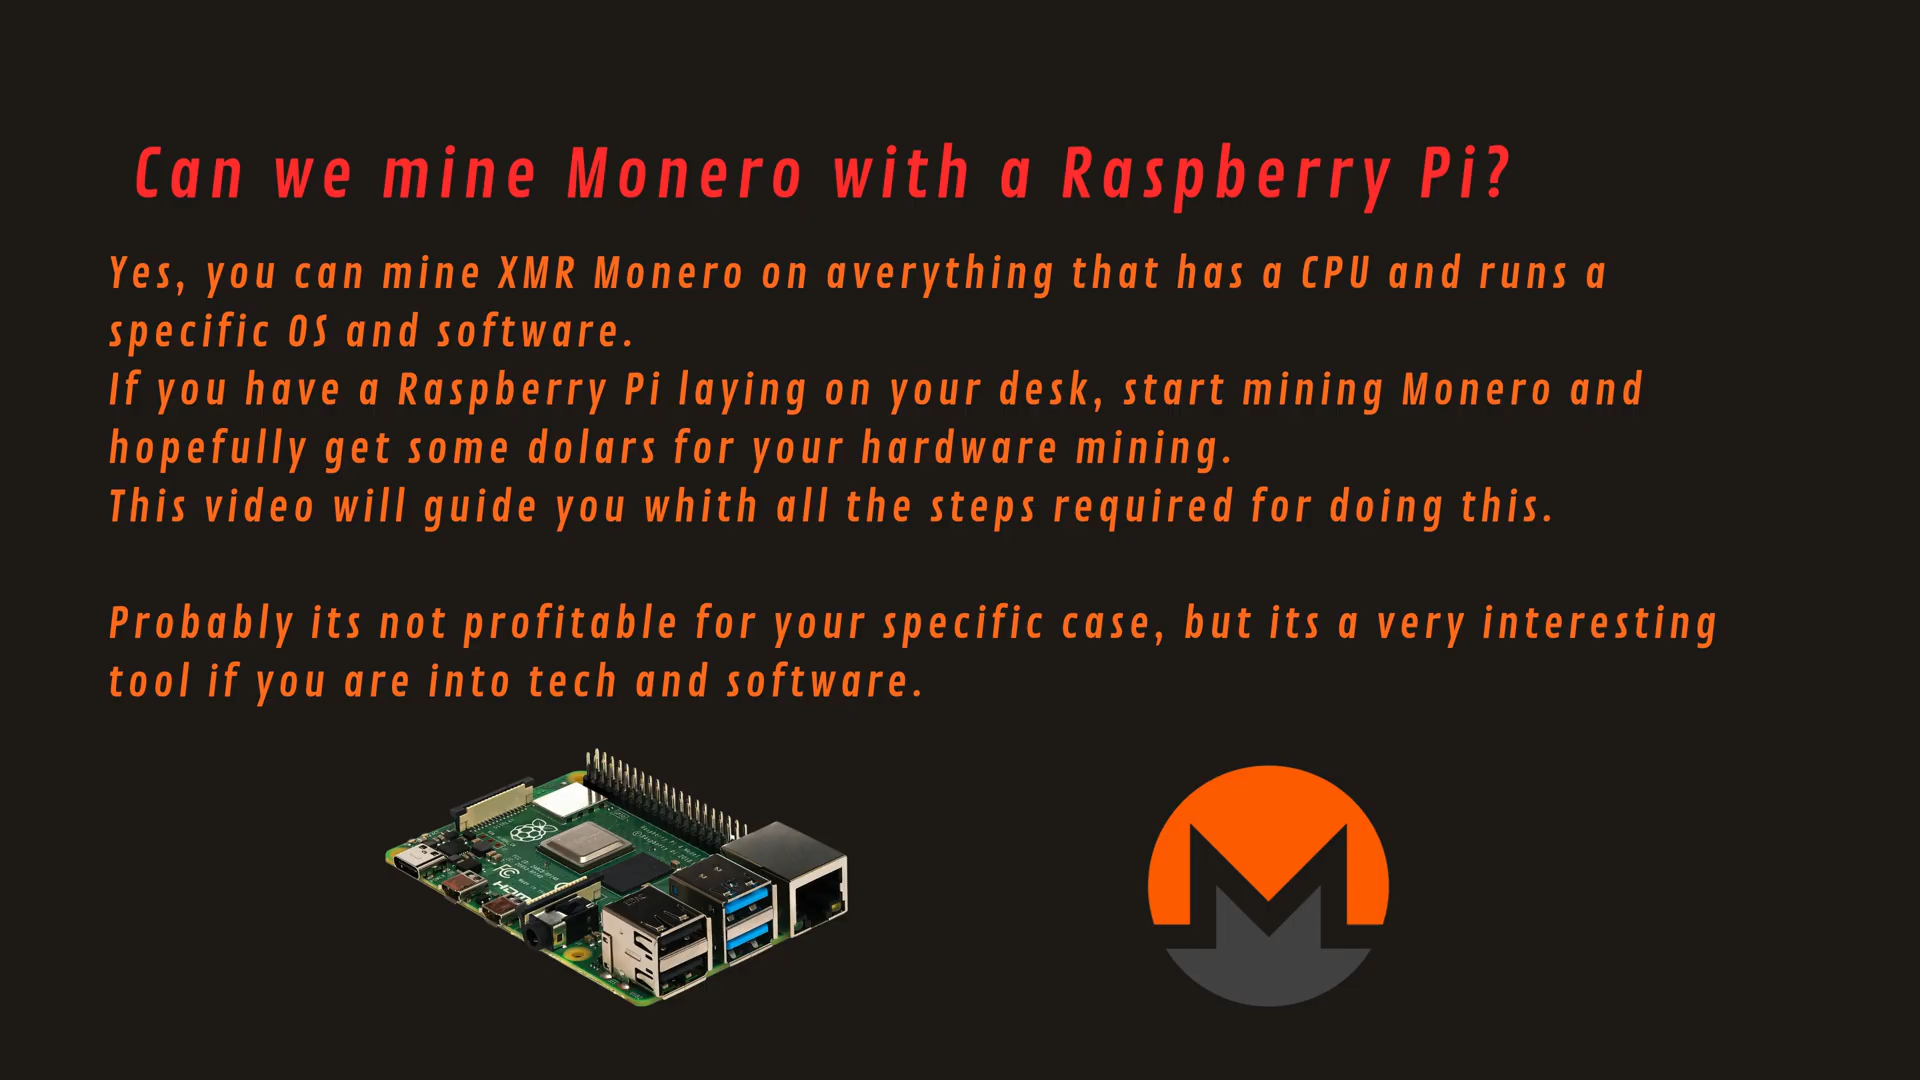 Can we mine Monero with a Raspberry Pi?
Yes, you can mine XMR Monero on averything that has a CPU and runs a
specific OS and software.
If you have a Raspberry Pi laying on your desk, start mining Monero and
hopefully get some dolars for your hardware mining.
This video will guide you whith all the steps required for doing this.
Probably its not profitable for your specific case, but its a very interesting
tool if you are into tech and software.